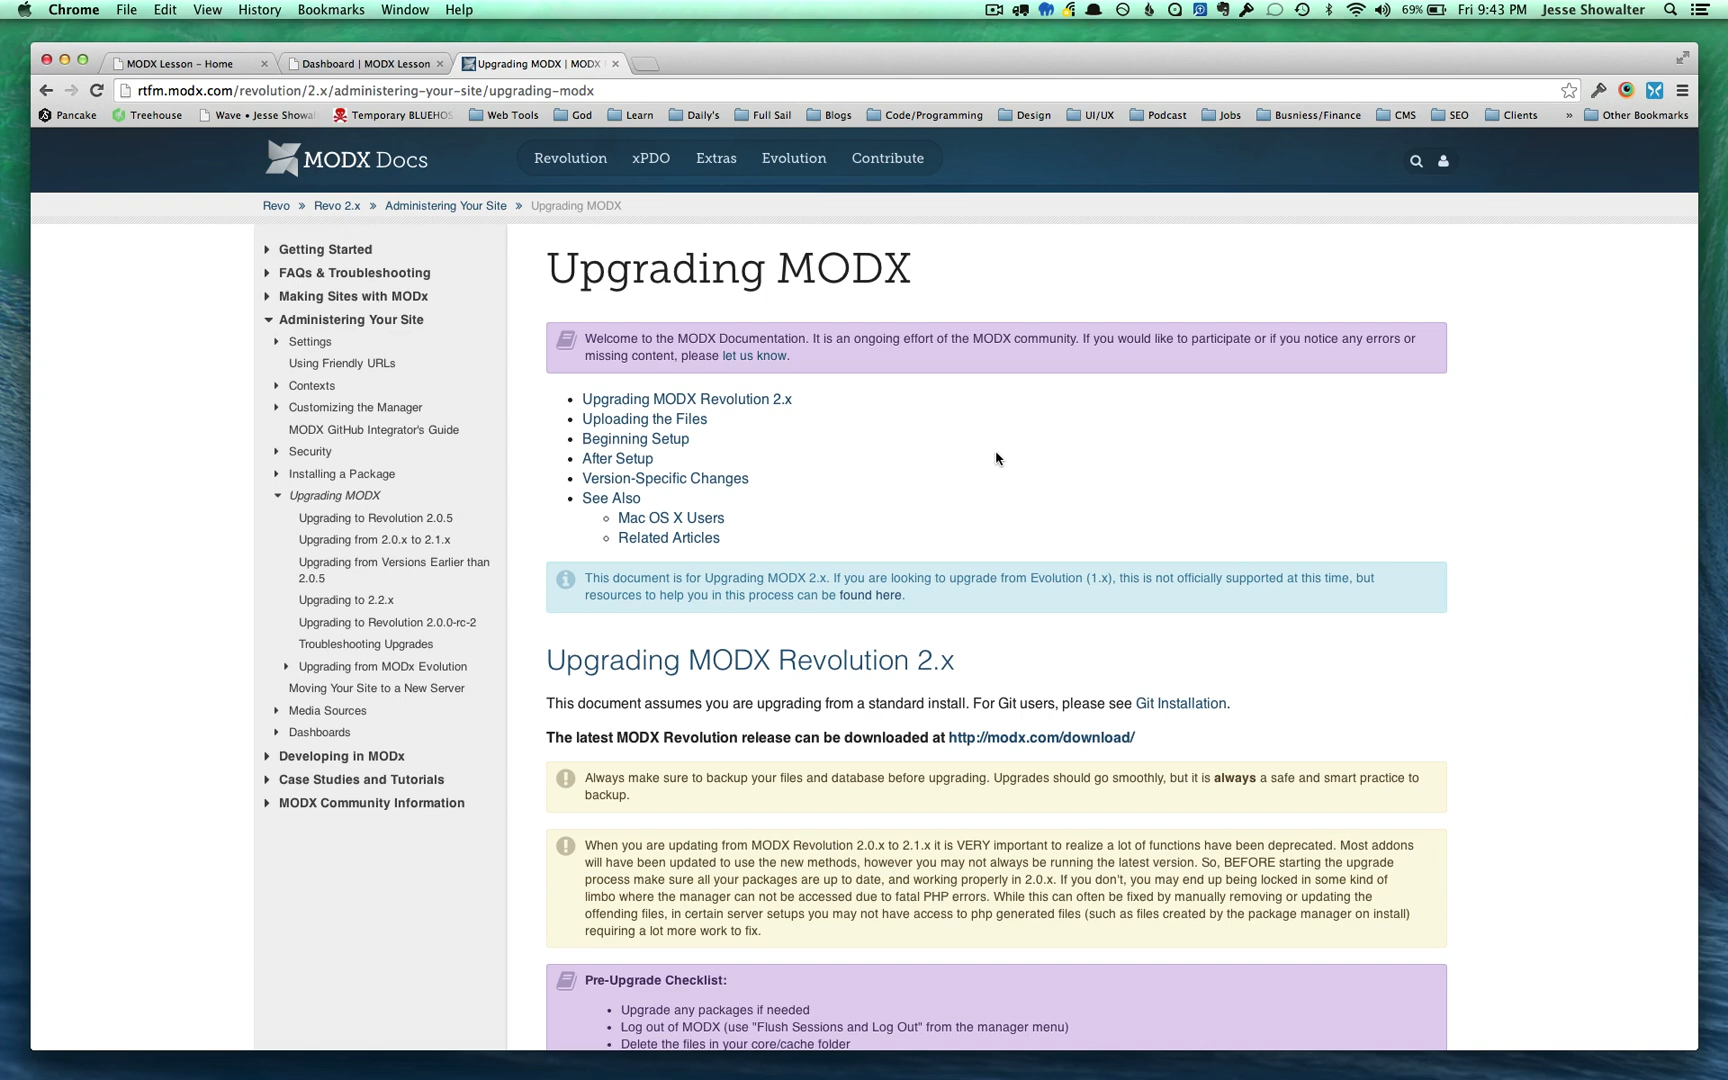 Chrome File Edit View History Bookmarks Window Help 69% Fri 9:43 PM Jesse Showalter
MODX Lesson – Home Dashboard | MODX Lesson Upgrading MODX | MODX
rtfm.modx.com/revolution/2.x/administering-your-site/upgrading-modx
Pancake Treehouse Wave • Jesse Showal Temporary BLUEHOS Web Tools God Learn Daily's Full Sail Blogs Code/Programming Design UI/UX Podcast Jobs Busniess/Finance CMS SEO Clients » Other Bookmarks
MODX Docs Revolution xPDO Extras Evolution Contribute
Revo » Revo 2.x » Administering Your Site » Upgrading MODX
Getting Started
FAQs & Troubleshooting
Making Sites with MODx
Administering Your Site
Settings
Using Friendly URLs
Contexts
Customizing the Manager
MODX GitHub Integrator's Guide
Security
Installing a Package
Upgrading MODX
Upgrading to Revolution 2.0.5
Upgrading from 2.0.x to 2.1.x
Upgrading from Versions Earlier than
2.0.5
Upgrading to 2.2.x
Upgrading to Revolution 2.0.0-rc-2
Troubleshooting Upgrades
Upgrading from MODx Evolution
Moving Your Site to a New Server
Media Sources
Dashboards
Developing in MODx
Case Studies and Tutorials
MODX Community Information
Upgrading MODX
Welcome to the MODX Documentation. It is an ongoing effort of the MODX community. If you would like to participate or if you notice any errors or
missing content, please let us know.
• Upgrading MODX Revolution 2.x
• Uploading the Files
• Beginning Setup
• After Setup
• Version-Specific Changes
• See Also
Mac OS X Users
Related Articles
This document is for Upgrading MODX 2.x. If you are looking to upgrade from Evolution (1.x), this is not officially supported at this time, but
resources to help you in this process can be found here.
Upgrading MODX Revolution 2.x
This document assumes you are upgrading from a standard install. For Git users, please see Git Installation.
The latest MODX Revolution release can be downloaded at http://modx.com/download/
Always make sure to backup your files and database before upgrading. Upgrades should go smoothly, but it is always a safe and smart practice to
backup.
When you are updating from MODX Revolution 2.0.x to 2.1.x it is VERY important to realize a lot of functions have been deprecated. Most addons
will have been updated to use the new methods, however you may not always be running the latest version. So, BEFORE starting the upgrade
process make sure all your packages are up to date, and working properly in 2.0.x. If you don't, you may end up being locked in some kind of
limbo where the manager can not be accessed due to fatal PHP errors. While this can often be fixed by manually removing or updating the
offending files, in certain server setups you may not have access to php generated files (such as files created by the package manager on install)
requiring a lot more work to fix.
Pre-Upgrade Checklist:
• Upgrade any packages if needed
• Log out of MODX (use "Flush Sessions and Log Out" from the manager menu)
• Delete the files in your core/cache folder